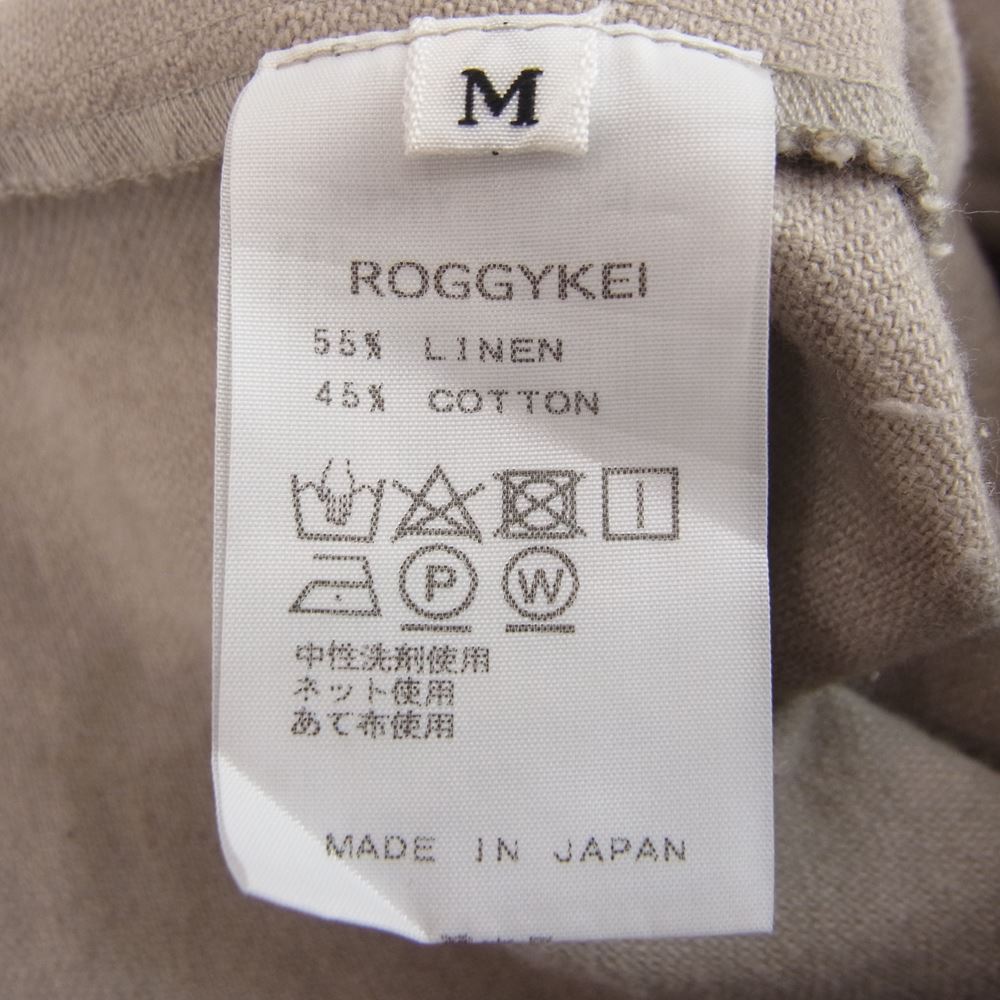 M
ROGGYKEI
55% LINEN
45% COTTON
P W
中性洗剤使用
ネット使用
あて布使用
MADE IN JAPAN